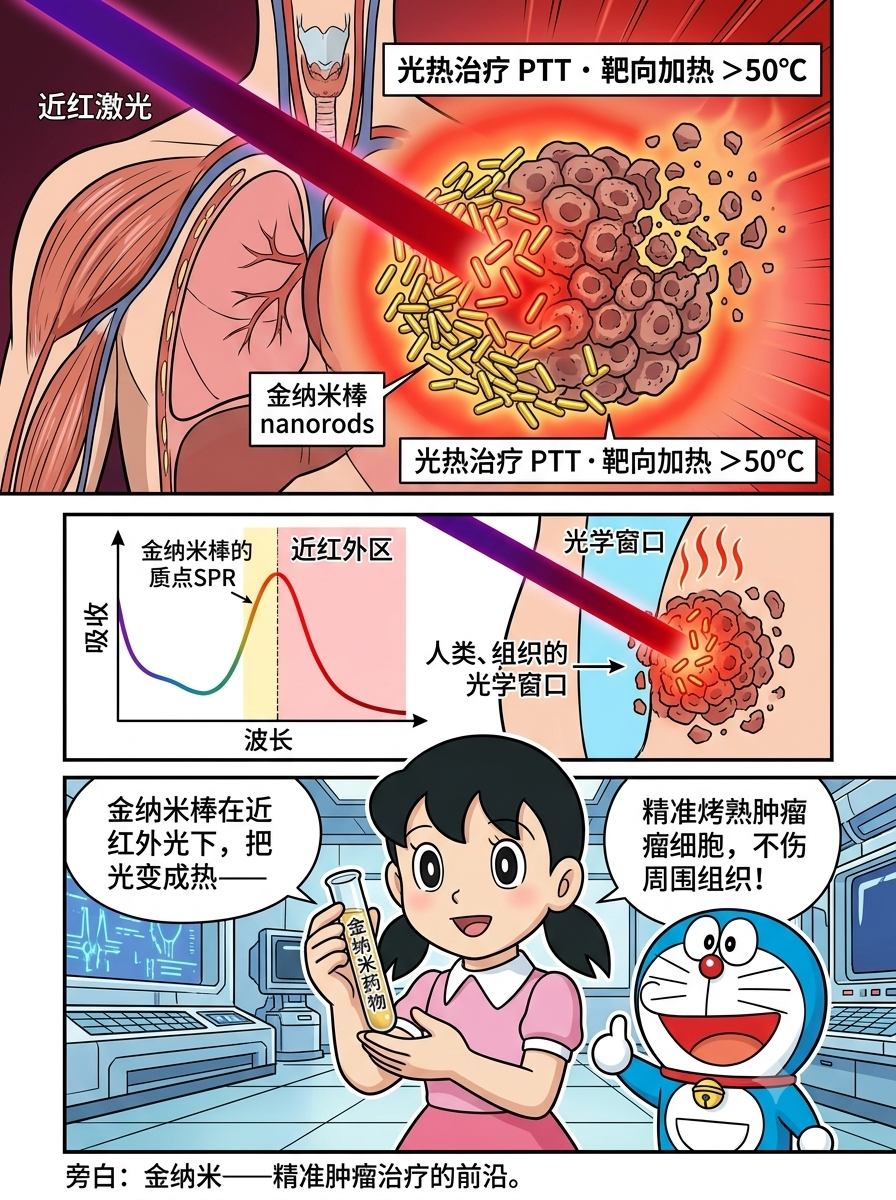 光热治疗 PTT · 靶向加热 >50°C
近红激光
金纳米棒
nanorods
光热治疗 PTT · 靶向加热 >50°C
金纳米棒的
质点SPR
近红外区
吸收
波长
光学窗口
人类、组织的
光学窗口
金纳米棒在近
红外光下，把
光变成热——
精准烤熟肿瘤
瘤细胞，不伤
周围组织！
金纳米药物
旁白：金纳米——精准肿瘤治疗的前沿。